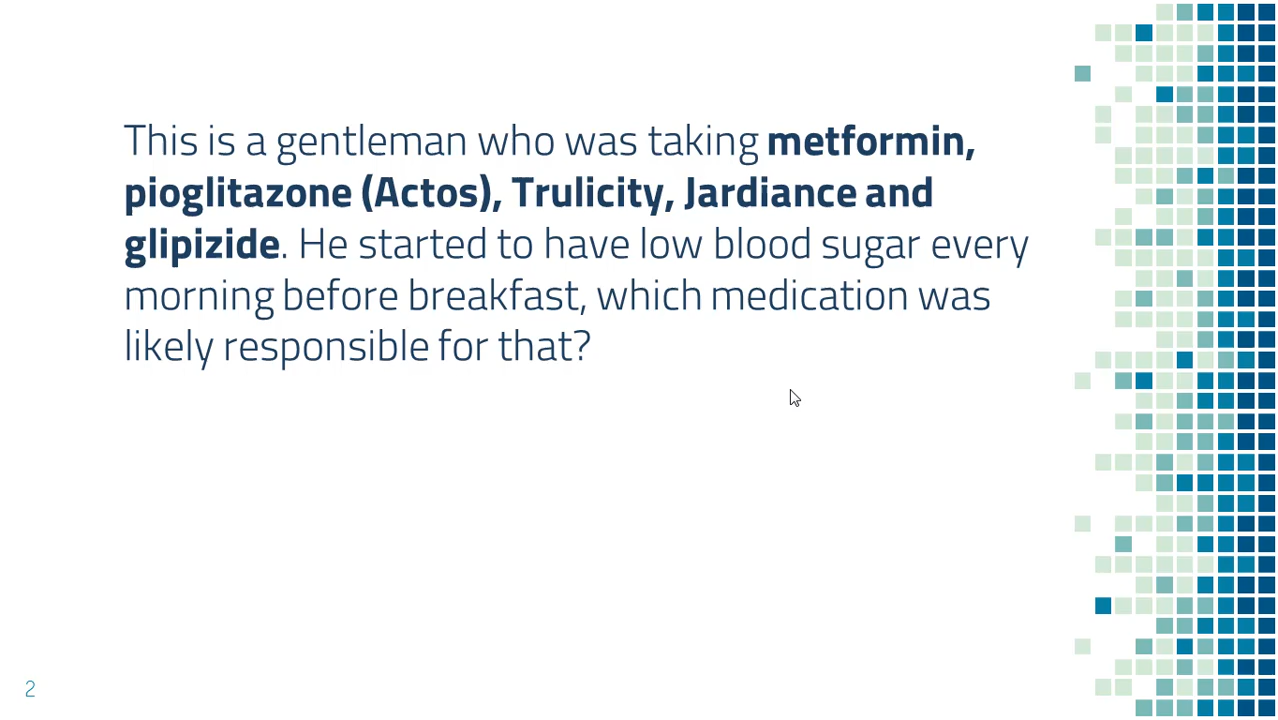 This is a gentleman who was taking metformin,
pioglitazone (Actos), Trulicity, Jardiance and
glipizide. He started to have low blood sugar every
morning before breakfast, which medication was
likely responsible for that?
2